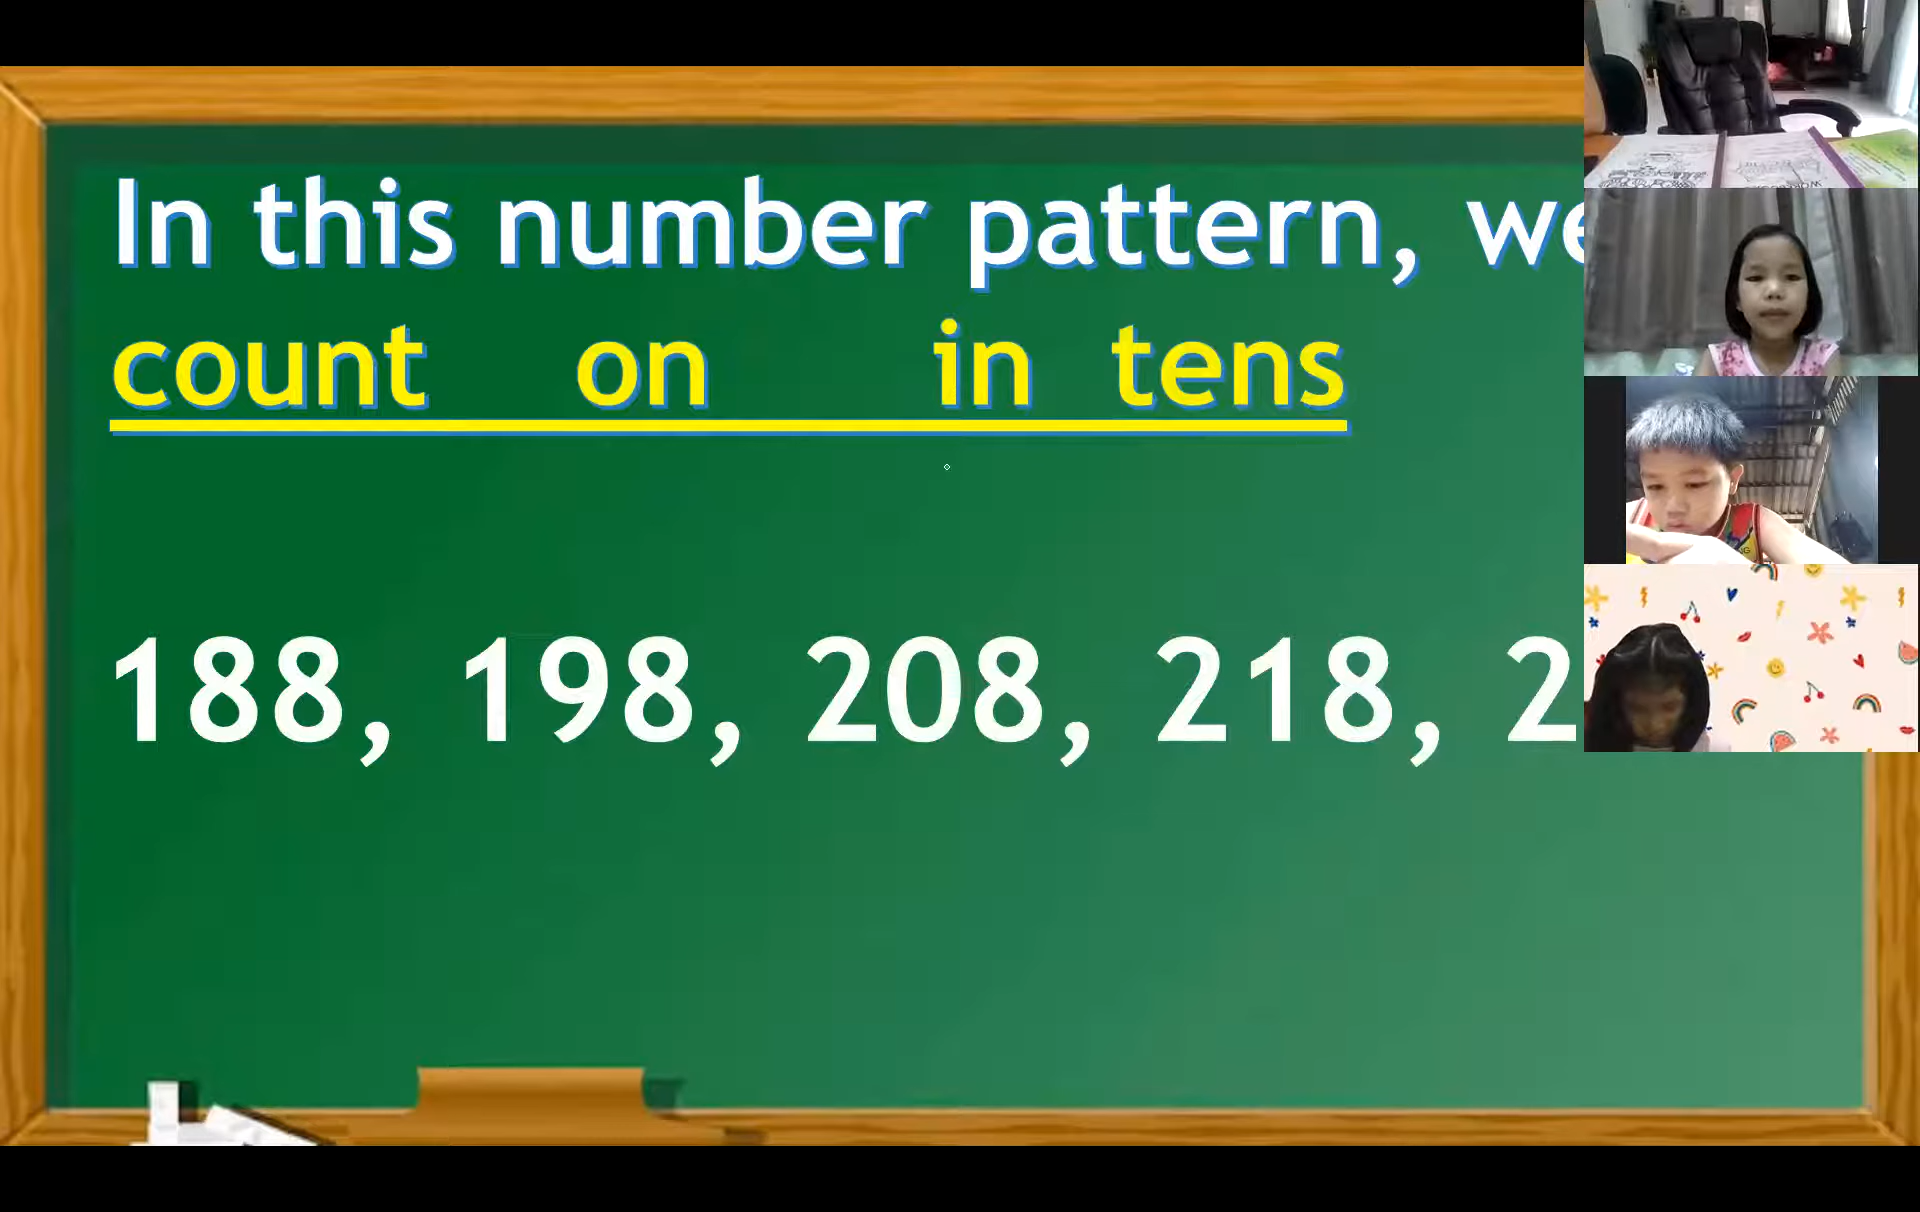 In this number pattern, we
count on in tens
188, 198, 208, 218, 2